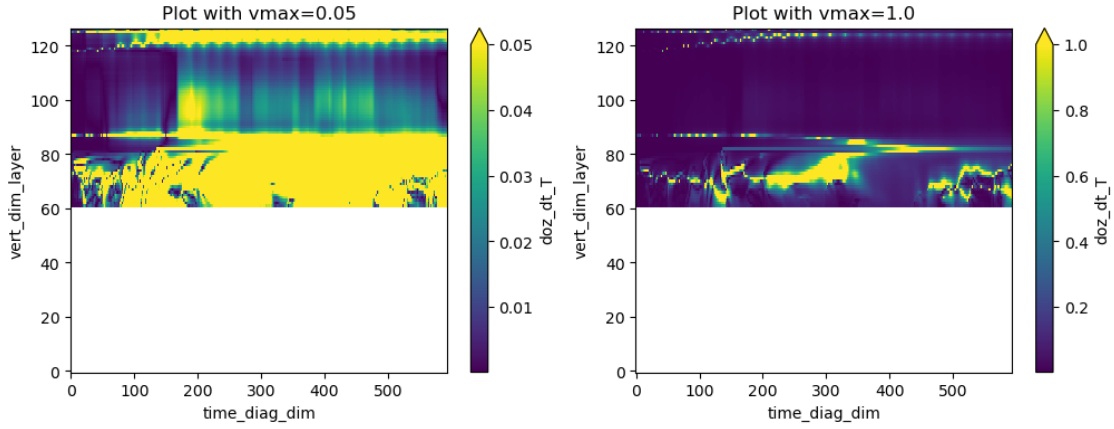 Plot with vmax=0.05
120
100
80
60
40
20
0
vert_dim_layer
0 100 200 300 400 500
time_diag_dim
0.05
0.04
0.03
0.02
0.01
doz_dt_T
Plot with vmax=1.0
120
100
80
60
40
20
0
vert_dim_layer
0 100 200 300 400 500
time_diag_dim
1.0
0.8
0.6
0.4
0.2
doz_dt_T